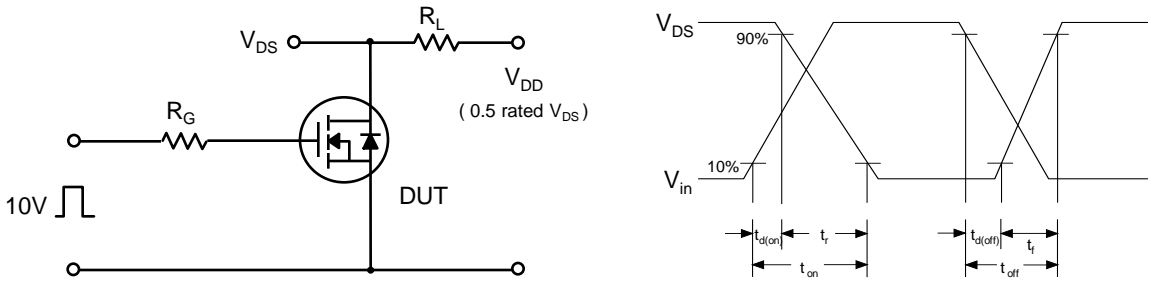 R_L
V_DS
V_DD
( 0.5 rated V_DS )
R_G
10V
DUT
V_DS
90%
10%
V_in
t_d(on)
t_r
t_on
t_d(off)
t_f
t_off